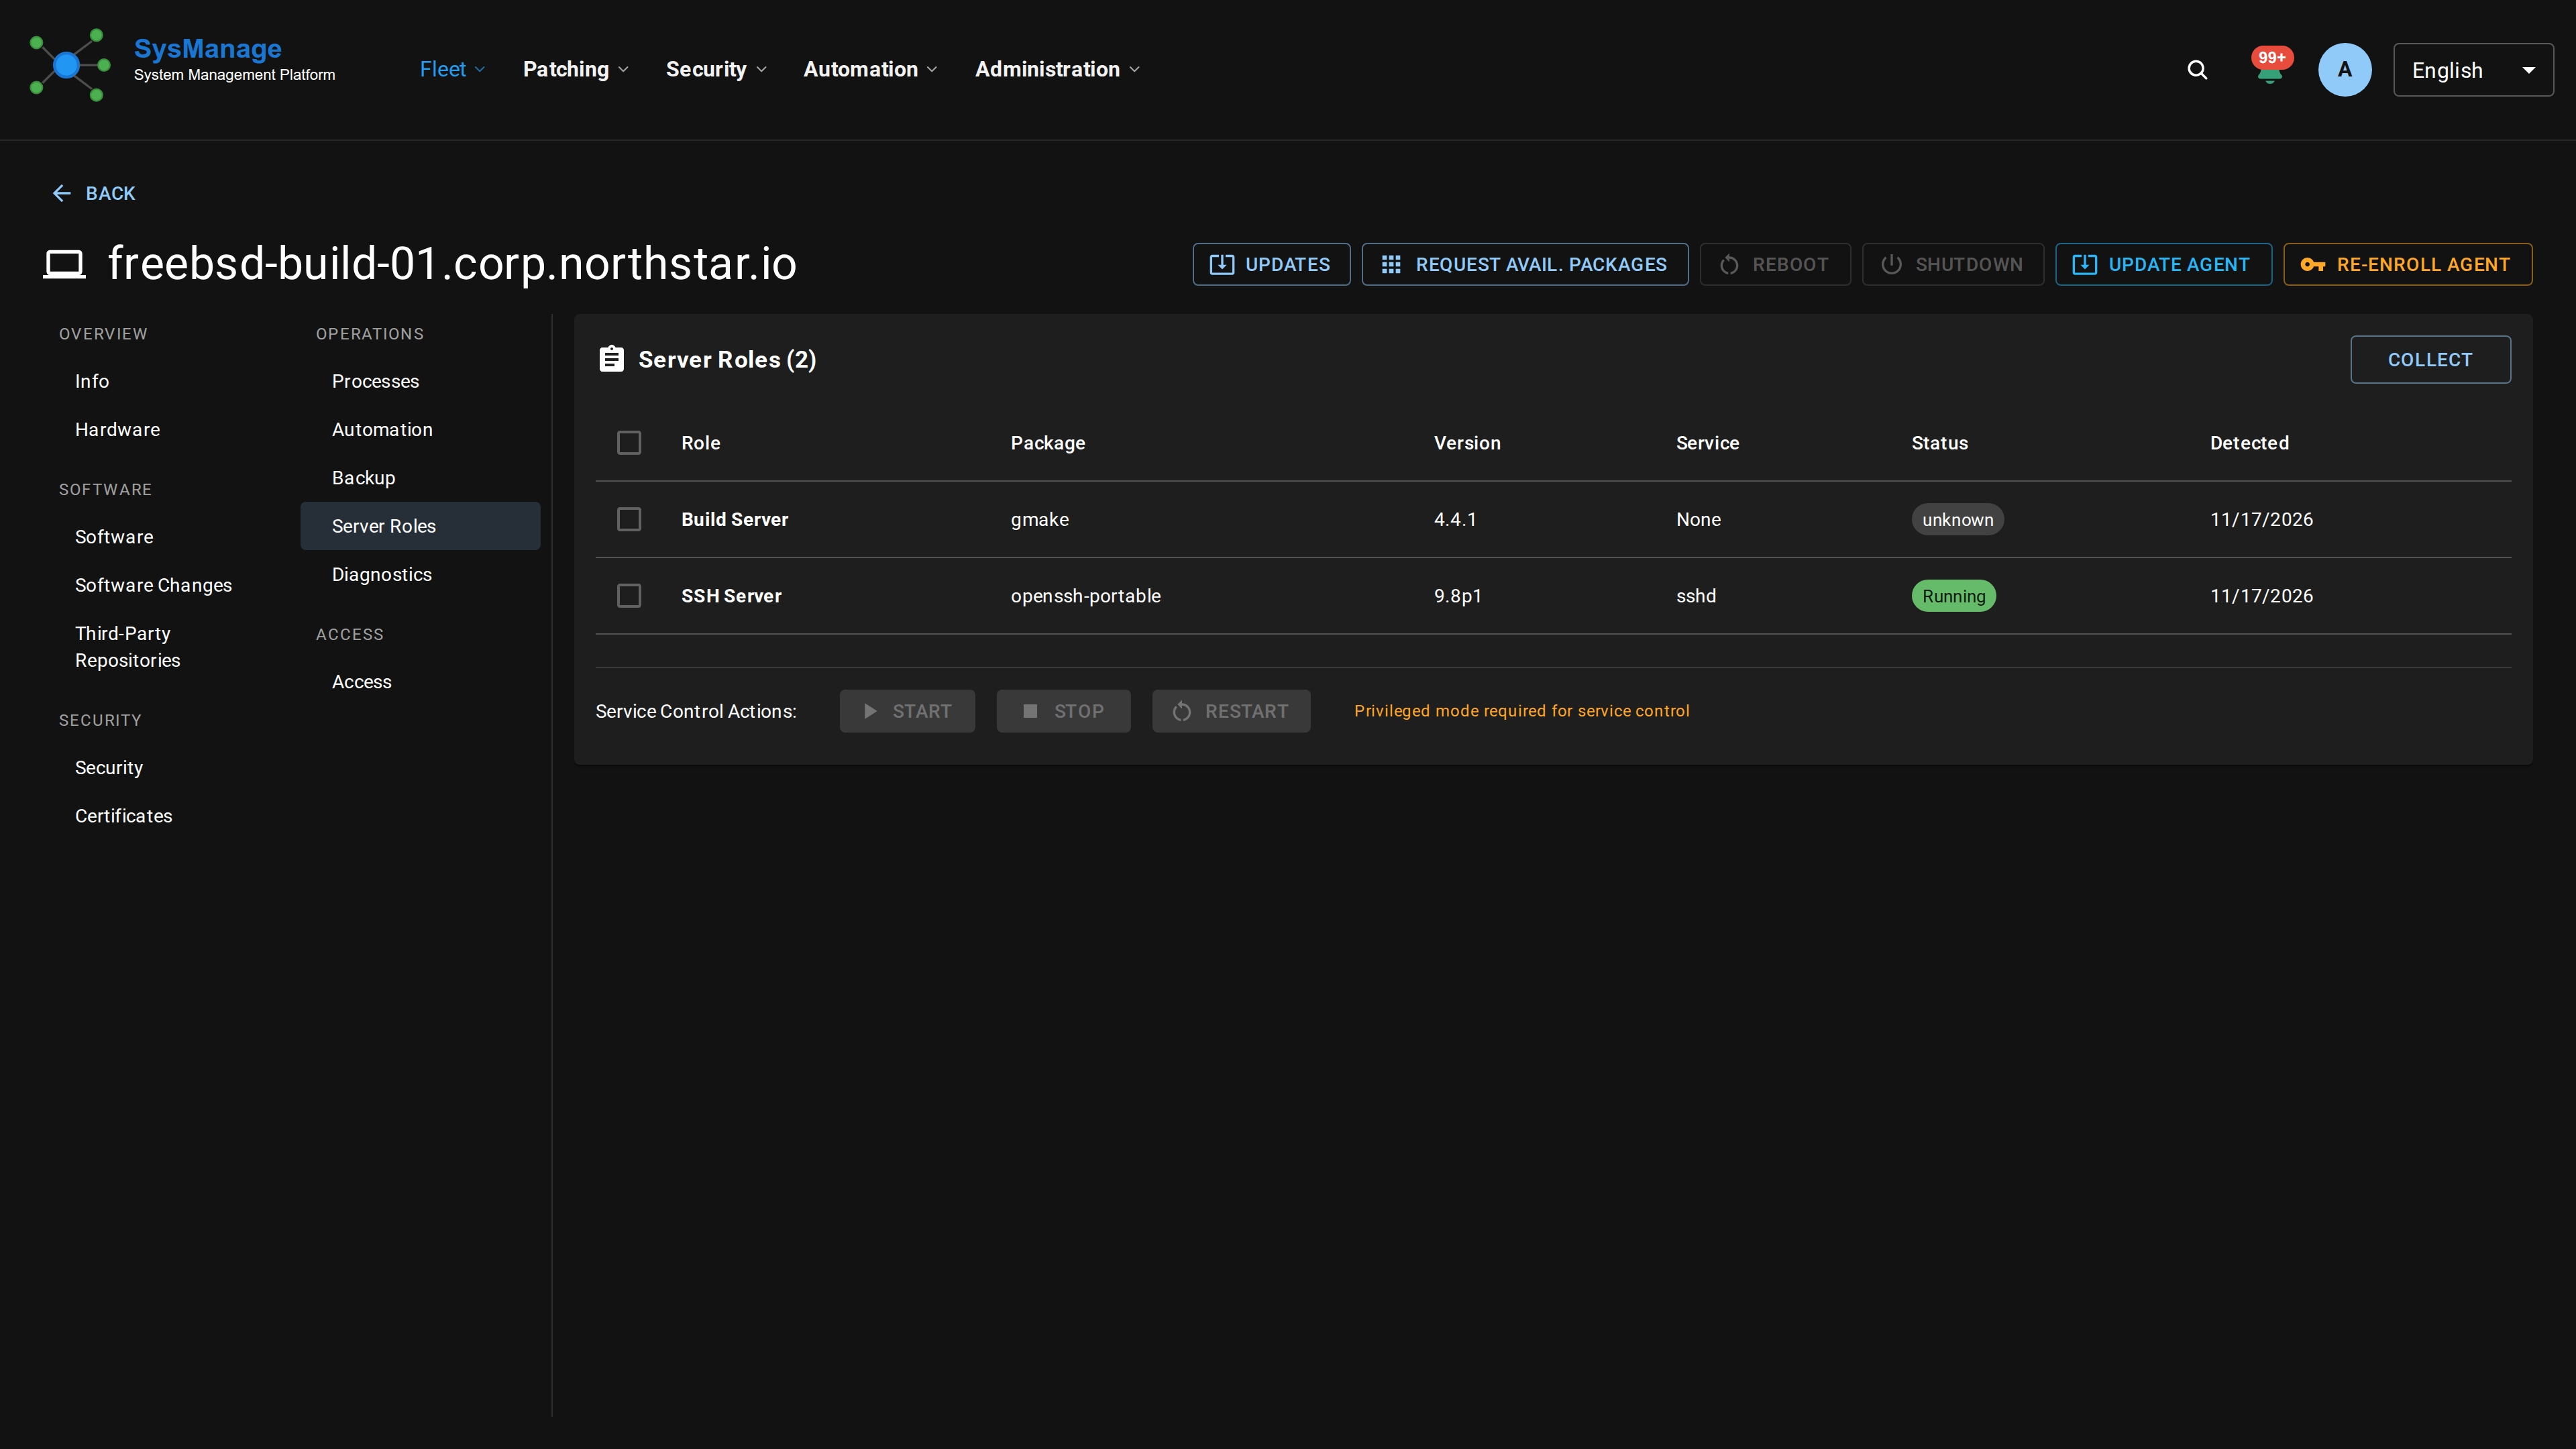 SysManage
System Management Platform
Fleet
Patching
Security
Automation
Administration
99+
A
English
BACK
freebsd-build-01.corp.northstar.io
UPDATES
REQUEST AVAIL. PACKAGES
REBOOT
SHUTDOWN
UPDATE AGENT
RE-ENROLL AGENT
OVERVIEW
Info
Hardware
SOFTWARE
Software
Software Changes
Third-Party
Repositories
SECURITY
Security
Certificates
OPERATIONS
Processes
Automation
Backup
Server Roles
Diagnostics
ACCESS
Access
Server Roles (2)
COLLECT
Role Package Version Service Status Detected
Build Server gmake 4.4.1 None unknown 11/17/2026
SSH Server openssh-portable 9.8p1 sshd Running 11/17/2026
Service Control Actions:
START
STOP
RESTART
Privileged mode required for service control